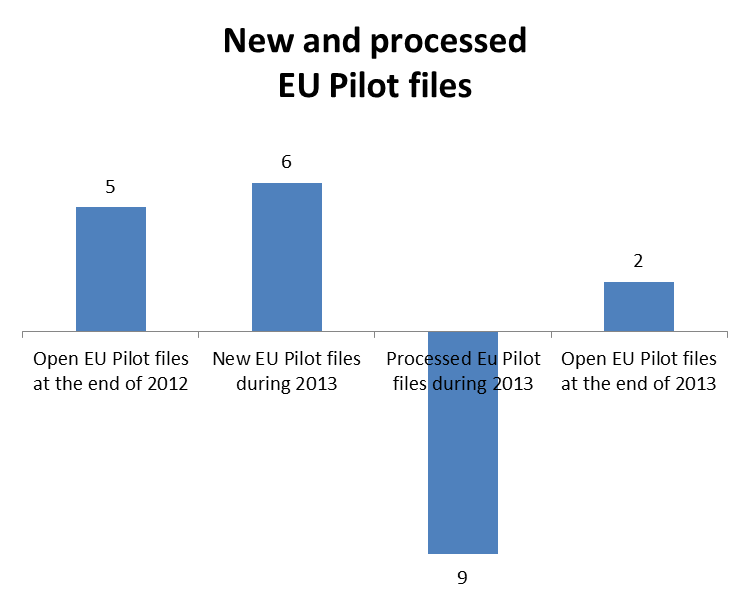 New and processed
EU Pilot files
5
6
2
Open EU Pilot files
at the end of 2012
New EU Pilot files
during 2013
Processed Eu Pilot
files during 2013
Open EU Pilot files
at the end of 2013
9